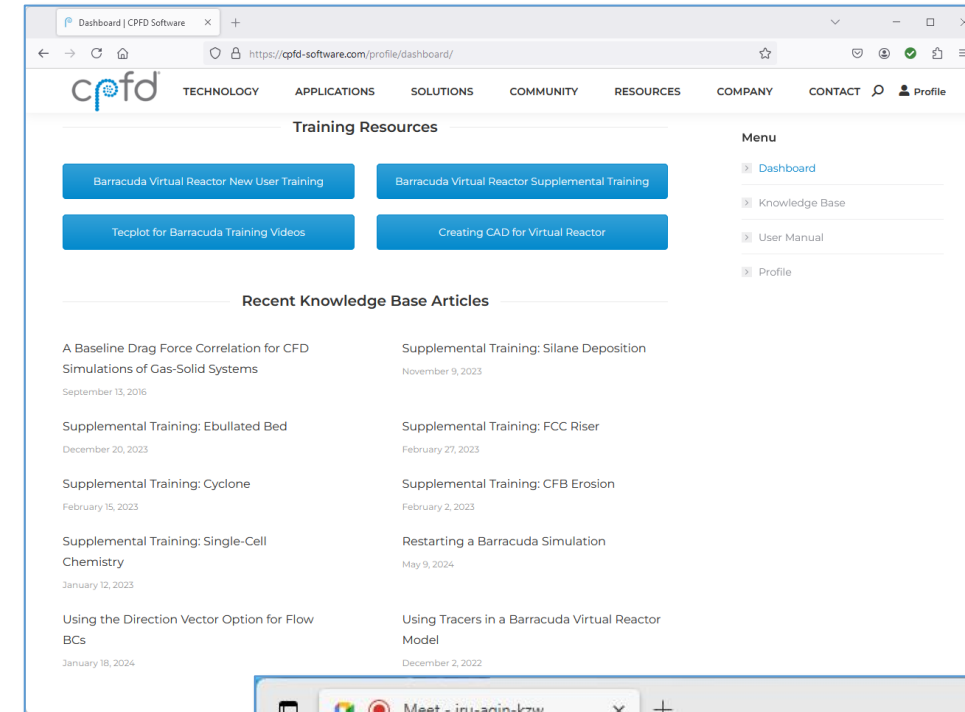 Dashboard | CPFD Software
https://cpfd-software.com/profile/dashboard/
cpfd
TECHNOLOGY
APPLICATIONS
SOLUTIONS
COMMUNITY
RESOURCES
COMPANY
CONTACT
Profile
Training Resources
Barracuda Virtual Reactor New User Training
Barracuda Virtual Reactor Supplemental Training
Tecplot for Barracuda Training Videos
Creating CAD for Virtual Reactor
Menu
Dashboard
Knowledge Base
User Manual
Profile
Recent Knowledge Base Articles
A Baseline Drag Force Correlation for CFD
Simulations of Gas-Solid Systems
September 13, 2016
Supplemental Training: Silane Deposition
November 9, 2023
Supplemental Training: Ebullated Bed
December 20, 2023
Supplemental Training: FCC Riser
February 27, 2023
Supplemental Training: Cyclone
February 15, 2023
Supplemental Training: CFB Erosion
February 2, 2023
Supplemental Training: Single-Cell
Chemistry
January 12, 2023
Restarting a Barracuda Simulation
May 9, 2024
Using the Direction Vector Option for Flow
BCs
January 18, 2024
Using Tracers in a Barracuda Virtual Reactor
Model
December 2, 2022
Meet -